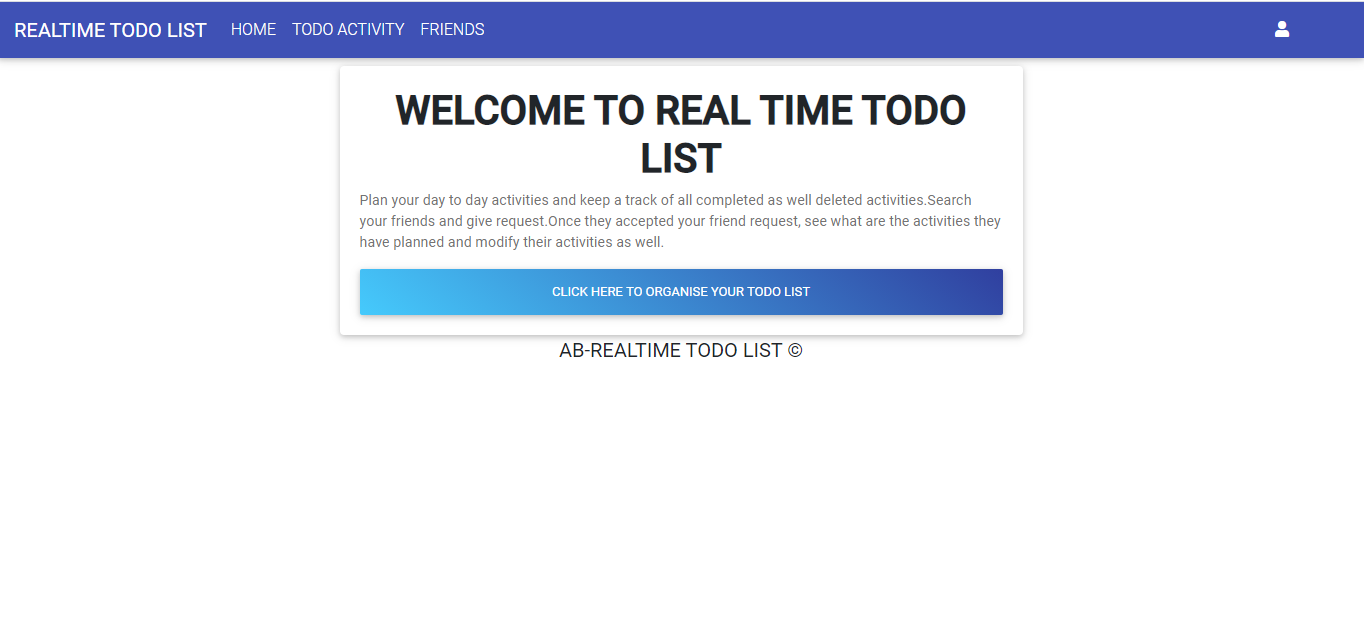 REALTIME TODO LIST HOME TODO ACTIVITY FRIENDS
WELCOME TO REAL TIME TODO
LIST
Plan your day to day activities and keep a track of all completed as well deleted activities.Search
your friends and give request.Once they accepted your friend request, see what are the activities they
have planned and modify their activities as well.
CLICK HERE TO ORGANISE YOUR TODO LIST
AB-REALTIME TODO LIST ©